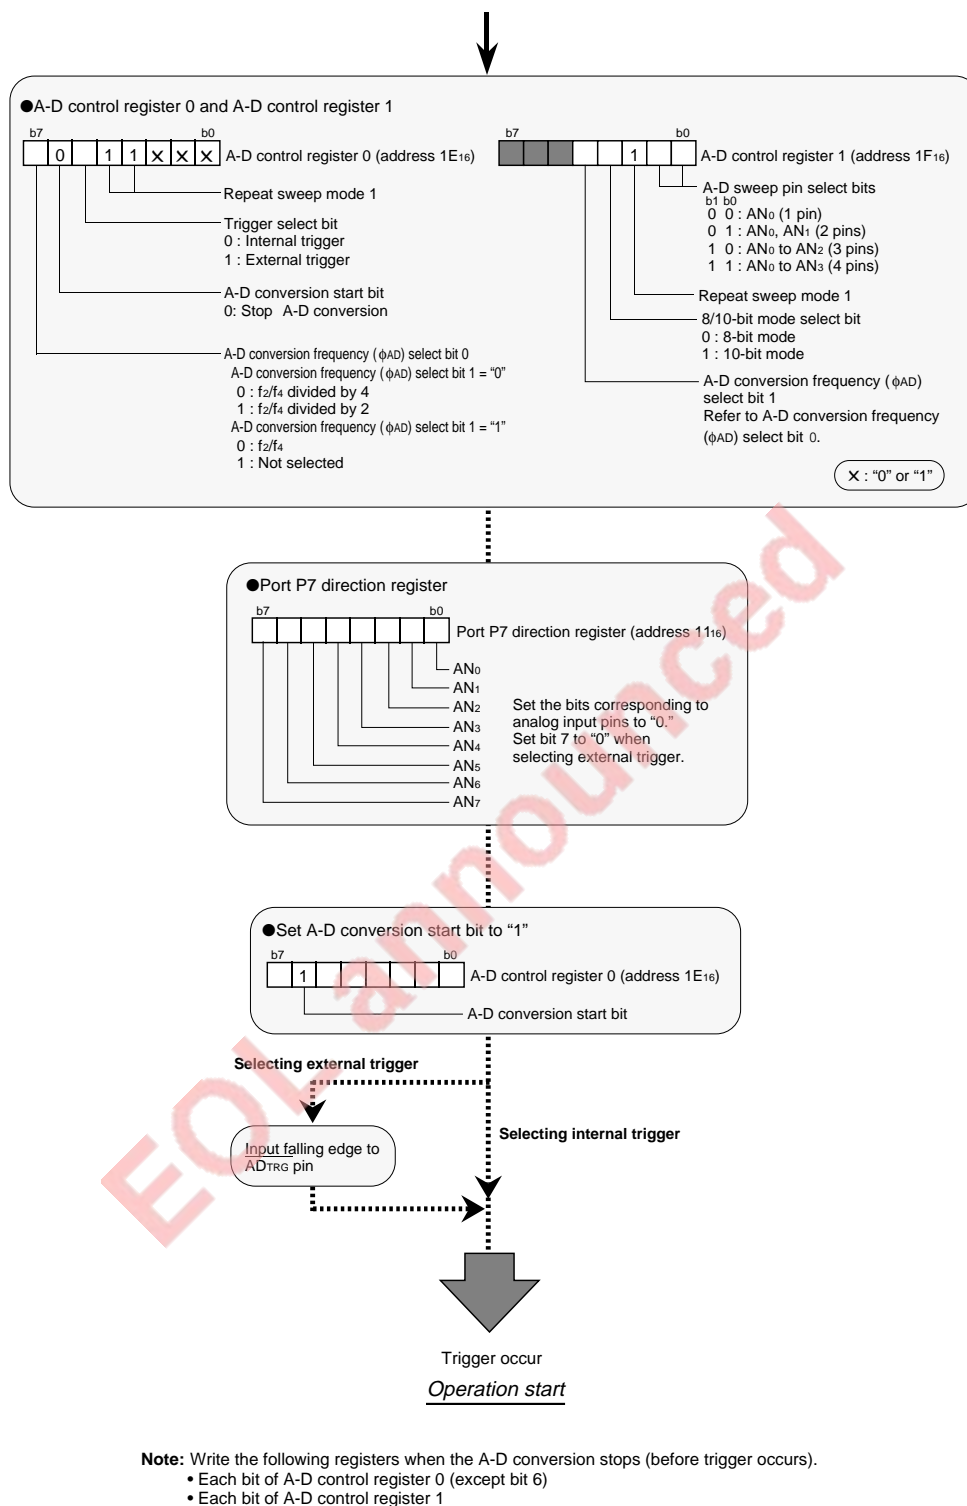 ●A-D control register 0 and A-D control register 1
b7 b0
0 1 1 × × × A-D control register 0 (address 1E16)
Repeat sweep mode 1
Trigger select bit
0 : Internal trigger
1 : External trigger
A-D conversion start bit
0: Stop A-D conversion
A-D conversion frequency (ϕAD) select bit 0
A-D conversion frequency (ϕAD) select bit 1 = “0”
0 : f2/f4 divided by 4
1 : f2/f4 divided by 2
A-D conversion frequency (ϕAD) select bit 1 = “1”
0 : f2/f4
1 : Not selected
b7 b0
1 A-D control register 1 (address 1F16)
A-D sweep pin select bits
b1 b0
0 0 : AN0 (1 pin)
0 1 : AN0, AN1 (2 pins)
1 0 : AN0 to AN2 (3 pins)
1 1 : AN0 to AN3 (4 pins)
Repeat sweep mode 1
8/10-bit mode select bit
0 : 8-bit mode
1 : 10-bit mode
A-D conversion frequency (ϕAD)
select bit 1
Refer to A-D conversion frequency
(ϕAD) select bit 0.
× : “0” or “1”
●Port P7 direction register
b7 b0
Port P7 direction register (address 1116)
AN0
AN1
AN2
AN3
AN4
AN5
AN6
AN7
Set the bits corresponding to
analog input pins to “0.”
Set bit 7 to “0” when
selecting external trigger.
●Set A-D conversion start bit to “1”
b7 b0
1 A-D control register 0 (address 1E16)
A-D conversion start bit
Selecting external trigger
Selecting internal trigger
Input falling edge to
ADTRG pin
Trigger occur
Operation start
Note: Write the following registers when the A-D conversion stops (before trigger occurs).
• Each bit of A-D control register 0 (except bit 6)
• Each bit of A-D control register 1
EOL announced